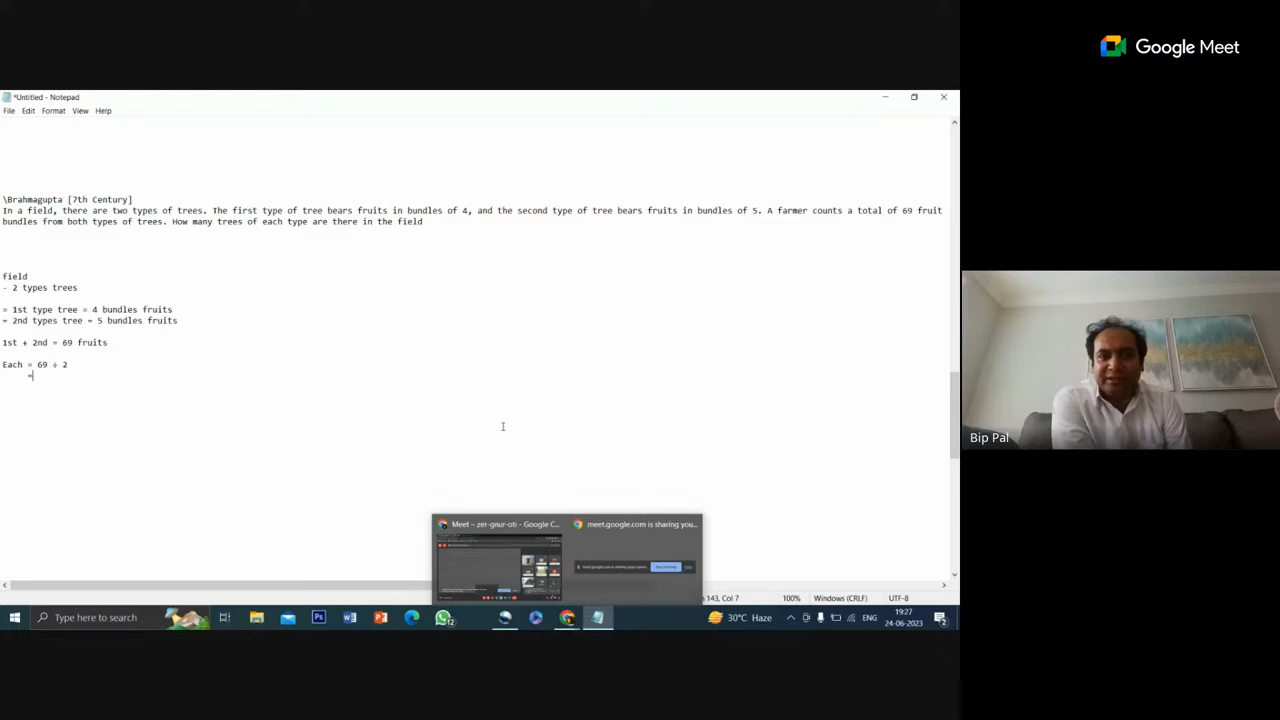 Google Meet
*Untitled - Notepad
File Edit Format View Help
\Brahmagupta [7th Century]
In a field, there are two types of trees. The first type of tree bears fruits in bundles of 4, and the second type of tree bears fruits in bundles of 5. A farmer counts a total of 69 fruit
bundles from both types of trees. How many trees of each type are there in the field
field
- 2 types trees
= 1st type tree = 4 bundles fruits
= 2nd types tree = 5 bundles fruits
1st + 2nd = 69 fruits
Each = 69 ÷ 2
=
Bip Pal
Meet – zer-gnur-oti - Google C...
meet.google.com is sharing you...
n 143, Col 7
100%
Windows (CRLF)
UTF-8
Type here to search
12
30°C Haze
ENG
19:27
24-06-2023
2